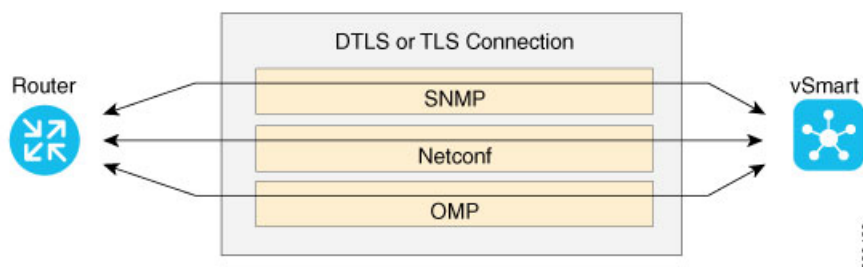 DTLS or TLS Connection
Router
vSmart
SNMP
Netconf
OMP